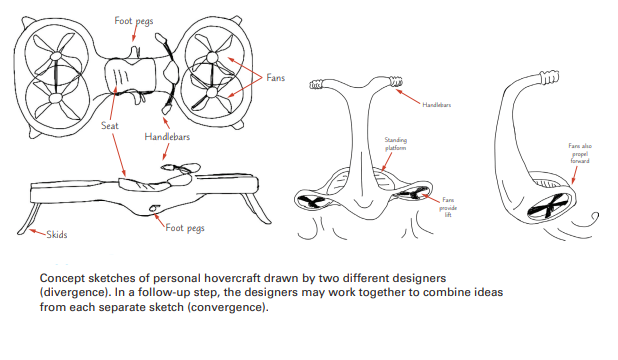 Foot pegs
Fans
Seat
Handlebars
Skids
Foot pegs
Handlebars
Standing
platform
Fans
provide
lift
Fans also
propel
forward
Concept sketches of personal hovercraft drawn by two different designers
(divergence). In a follow-up step, the designers may work together to combine ideas
from each separate sketch (convergence).